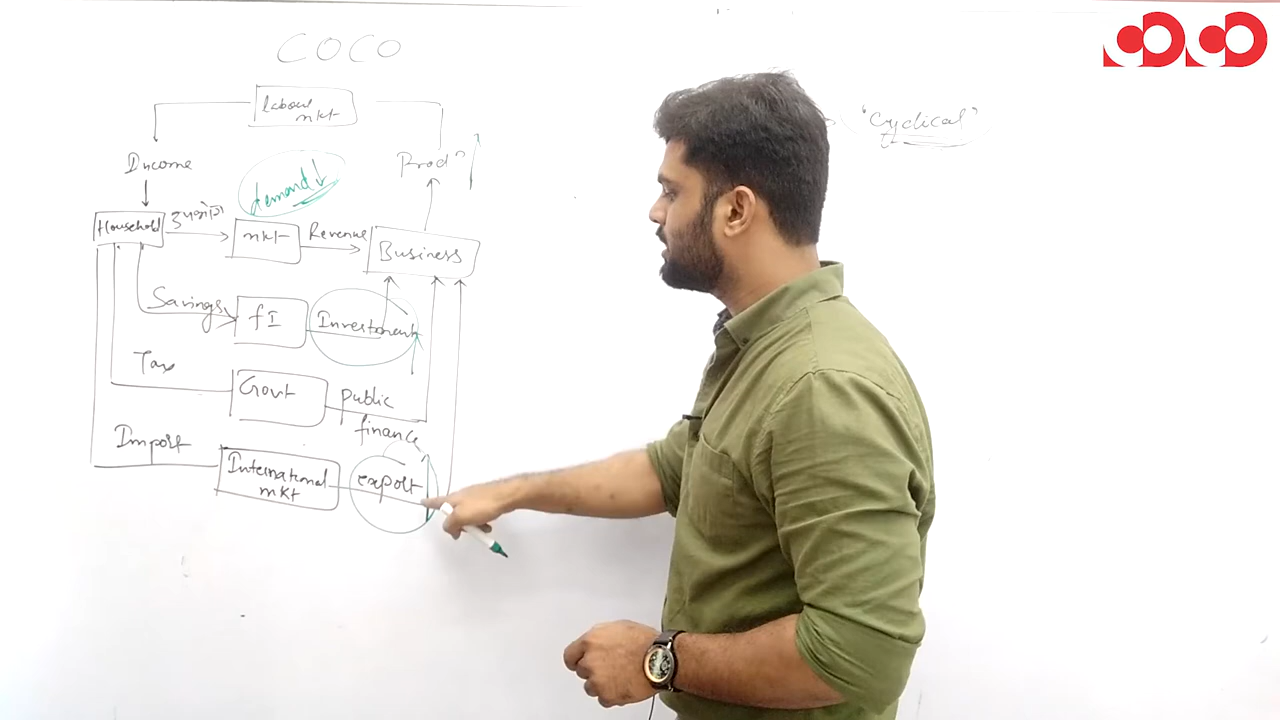 COCO
labour
mkt
'Cyclical'
Income
Prodⁿ
demand↓
Household
उपभोग
mkt
Revenue
Business
Savings
fI
Investment
Tax
Govt
public
finance
Import
International
mkt
export